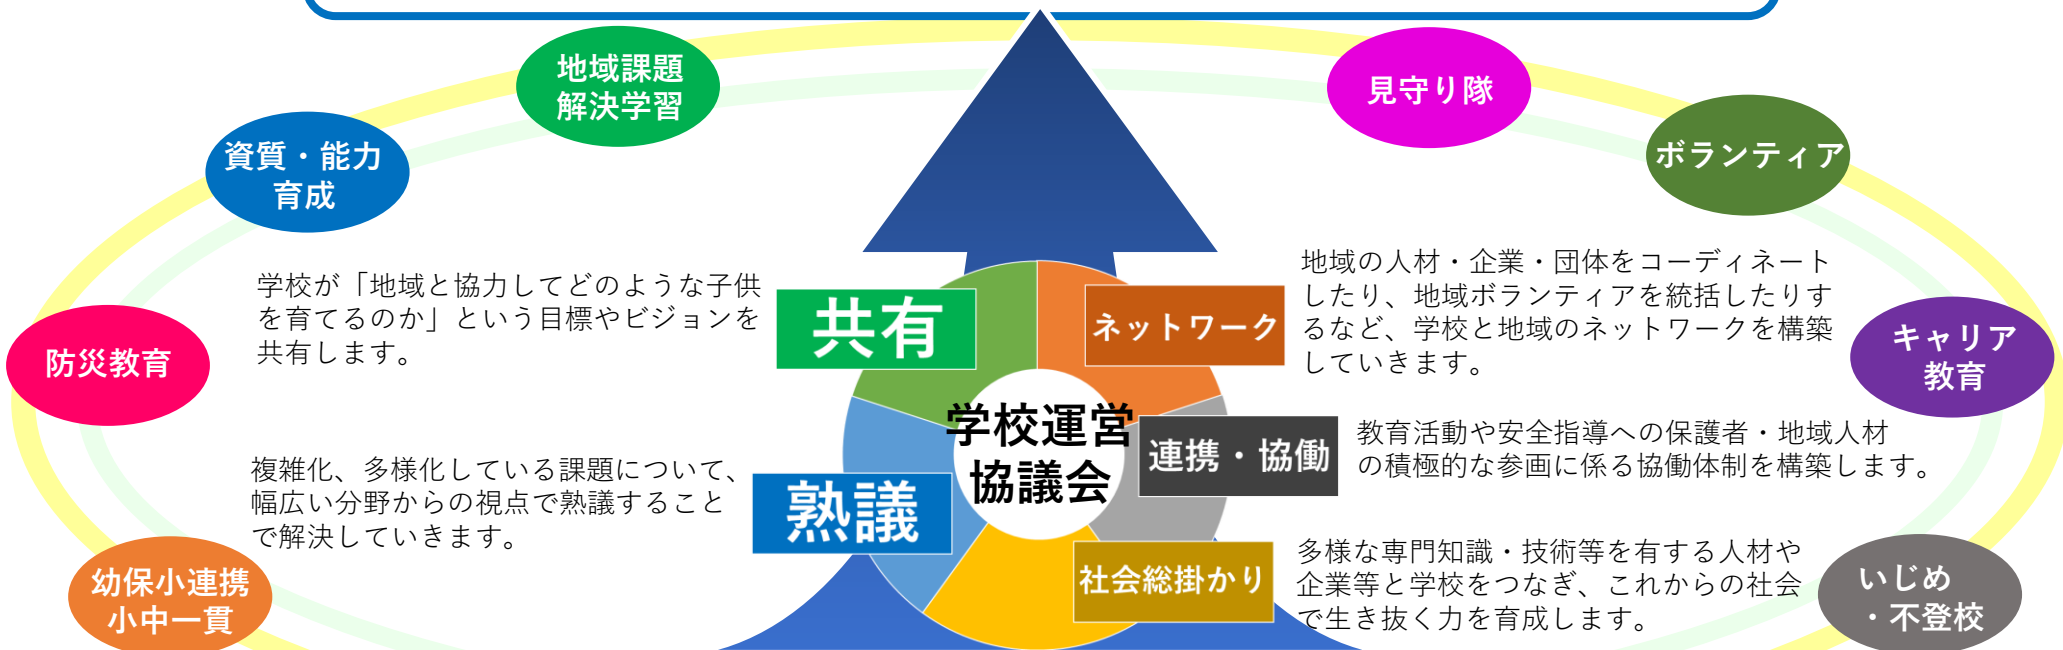 地域課題
解決学習
見守り隊
資質・能力
育成
ボランティア
学校が「地域と協力してどのような子供
を育てるのか」という目標やビジョンを
共有します。
共有
ネットワーク
地域の人材・企業・団体をコーディネート
したり、地域ボランティアを統括したりす
るなど、学校と地域のネットワークを構築
していきます。
防災教育
キャリア
教育
学校運営
協議会
連携・協働
教育活動や安全指導への保護者・地域人材
の積極的な参画に係る協働体制を構築します。
複雑化、多様化している課題について、
幅広い分野からの視点で熟議すること
で解決していきます。
熟議
社会総掛かり
多様な専門知識・技術等を有する人材や
企業等と学校をつなぎ、これからの社会
で生き抜く力を育成します。
幼保小連携
小中一貫
いじめ
・不登校